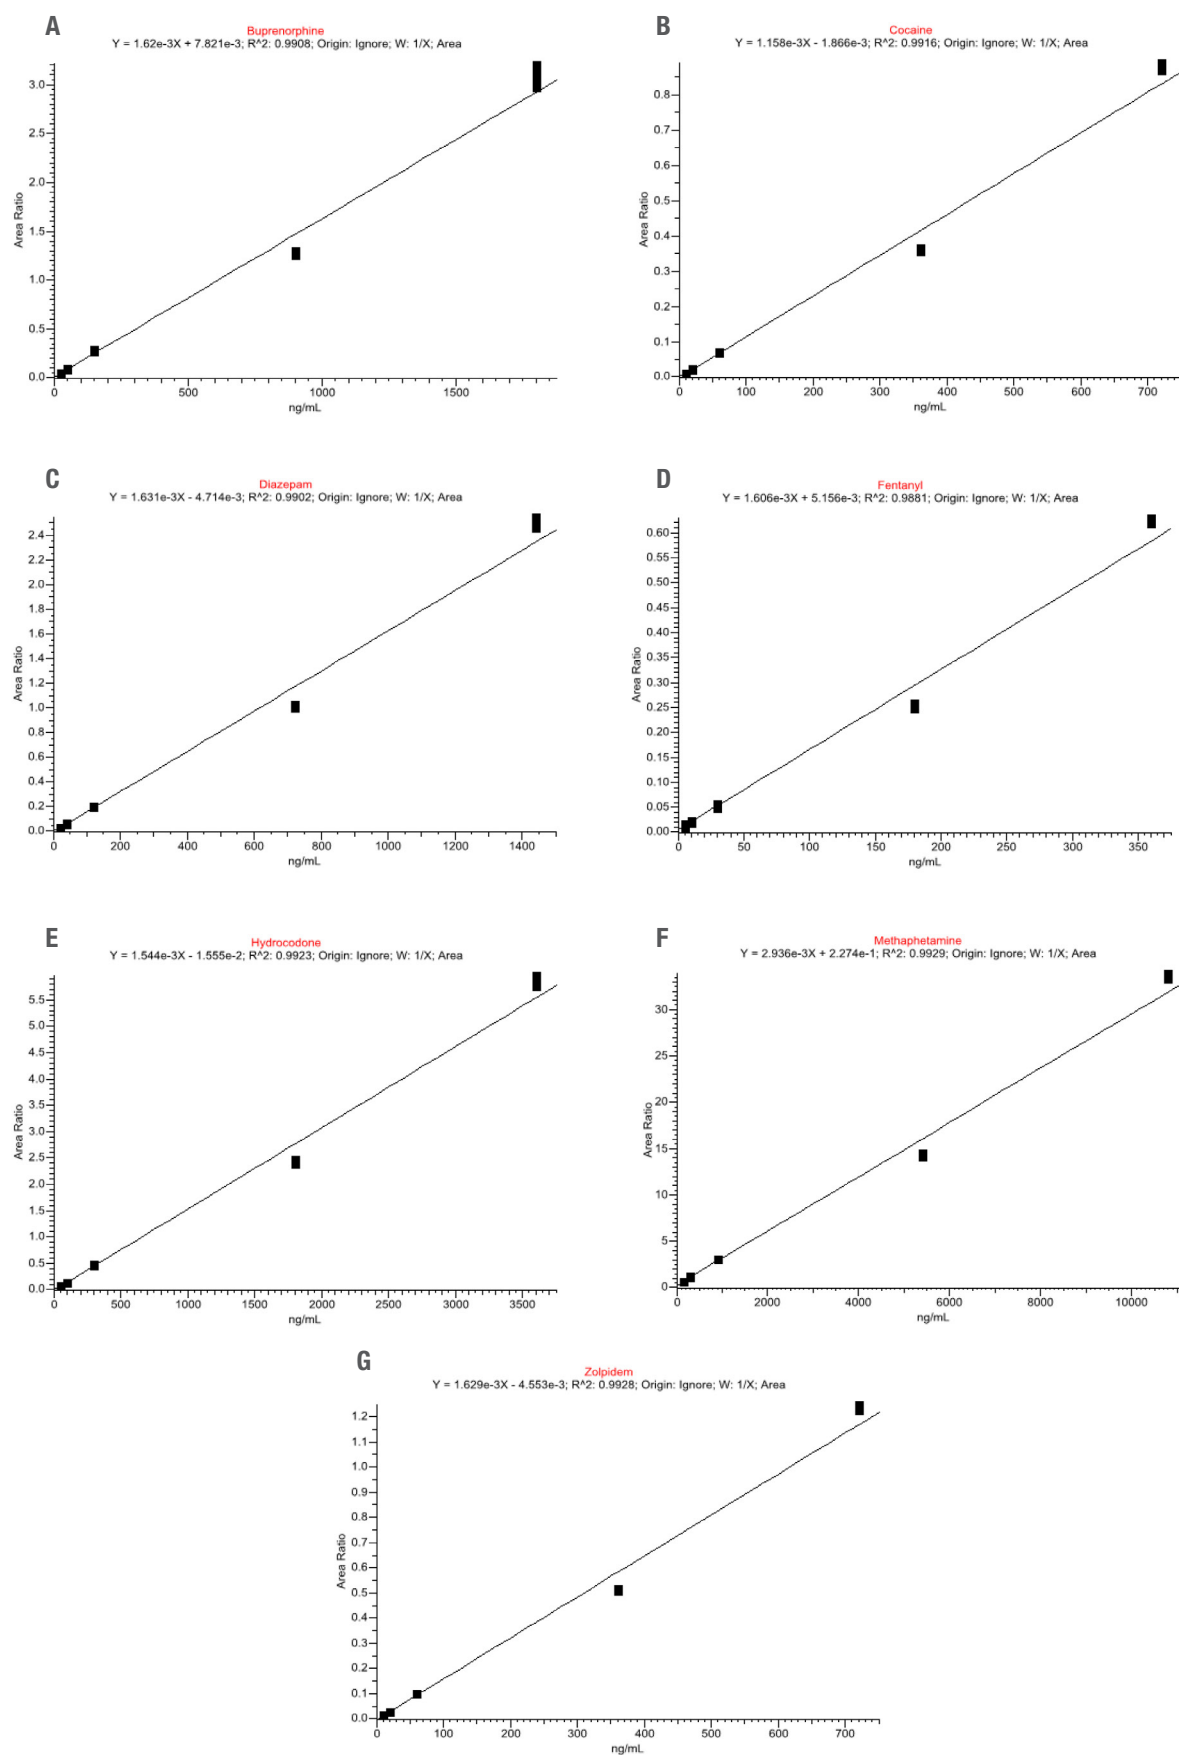 A
Buprenorphine
Y = 1.62e-3X + 7.821e-3; R^2: 0.9908; Origin: Ignore; W: 1/X; Area
3.0
2.5
2.0
1.5
1.0
0.5
0.0
Area Ratio
0 500 1000 1500
ng/mL
B
Cocaine
Y = 1.158e-3X - 1.866e-3; R^2: 0.9916; Origin: Ignore; W: 1/X; Area
0.8
0.7
0.6
0.5
0.4
0.3
0.2
0.1
0.0
Area Ratio
0 100 200 300 400 500 600 700
ng/mL
C
Diazepam
Y = 1.631e-3X - 4.714e-3; R^2: 0.9902; Origin: Ignore; W: 1/X; Area
2.4
2.2
2.0
1.8
1.6
1.4
1.2
1.0
0.8
0.6
0.4
0.2
0.0
Area Ratio
0 200 400 600 800 1000 1200 1400
ng/mL
D
Fentanyl
Y = 1.606e-3X + 5.156e-3; R^2: 0.9881; Origin: Ignore; W: 1/X; Area
0.60
0.55
0.50
0.45
0.40
0.35
0.30
0.25
0.20
0.15
0.10
0.05
0.00
Area Ratio
0 50 100 150 200 250 300 350
ng/mL
E
Hydrocodone
Y = 1.544e-3X - 1.555e-2; R^2: 0.9923; Origin: Ignore; W: 1/X; Area
5.5
5.0
4.5
4.0
3.5
3.0
2.5
2.0
1.5
1.0
0.5
0.0
Area Ratio
0 500 1000 1500 2000 2500 3000 3500
ng/mL
F
Methaphetamine
Y = 2.936e-3X + 2.274e-1; R^2: 0.9929; Origin: Ignore; W: 1/X; Area
30
25
20
15
10
5
0
Area Ratio
0 2000 4000 6000 8000 10000
ng/mL
G
Zolpidem
Y = 1.629e-3X - 4.553e-3; R^2: 0.9928; Origin: Ignore; W: 1/X; Area
1.2
1.1
1.0
0.9
0.8
0.7
0.6
0.5
0.4
0.3
0.2
0.1
0.0
Area Ratio
0 100 200 300 400 500 600 700
ng/mL